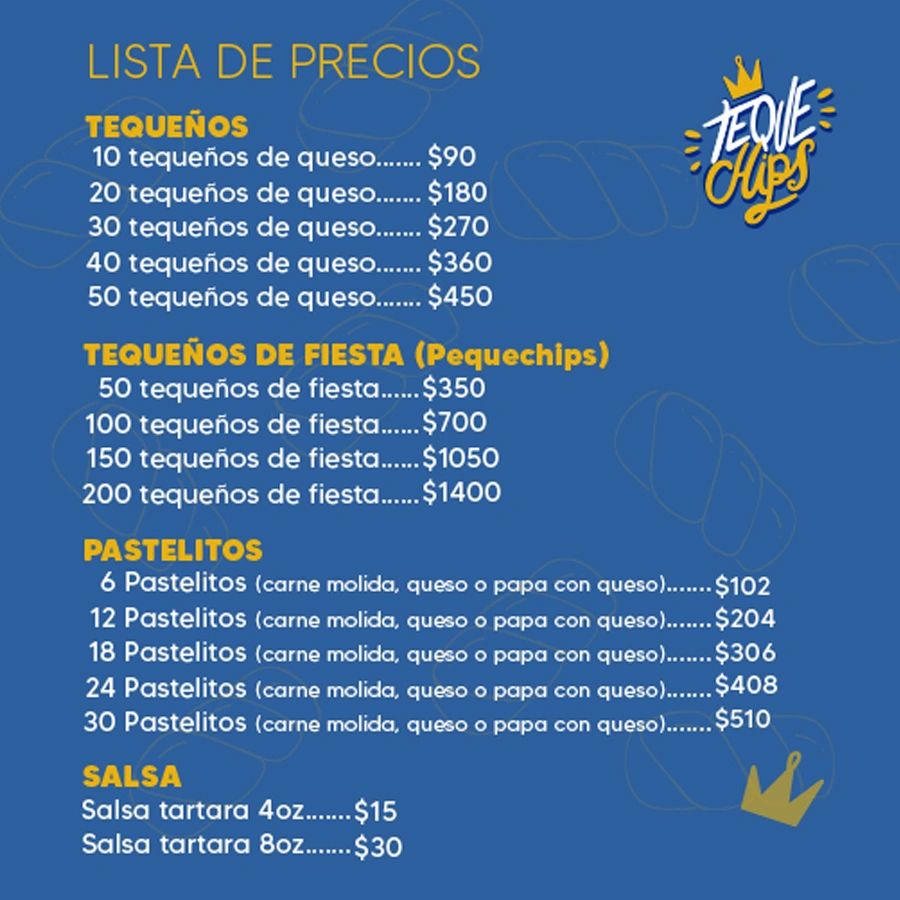 LISTA DE PRECIOS
TEQUE
Chips
TEQUEÑOS
10 tequeños de queso....... $90
20 tequeños de queso....... $180
30 tequeños de queso....... $270
40 tequeños de queso....... $360
50 tequeños de queso....... $450
TEQUEÑOS DE FIESTA (Pequechips)
50 tequeños de fiesta......$350
100 tequeños de fiesta......$700
150 tequeños de fiesta......$1050
200 tequeños de fiesta......$1400
PASTELITOS
6 Pastelitos (carne molida, queso o papa con queso).......$102
12 Pastelitos (carne molida, queso o papa con queso).......$204
18 Pastelitos (carne molida, queso o papa con queso).......$306
24 Pastelitos (carne molida, queso o papa con queso).......$408
30 Pastelitos (carne molida, queso o papa con queso).......$510
SALSA
Salsa tartara 4oz.......$15
Salsa tartara 8oz.......$30